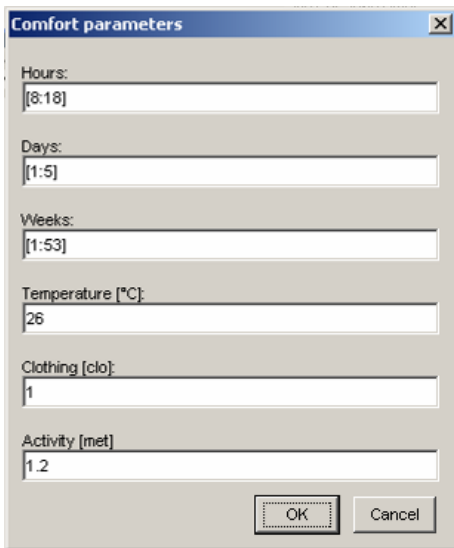 Comfort parameters
Hours:
[8:18]
Days:
[1:5]
Weeks:
[1:53]
Temperature [°C]:
26
Clothing [clo]:
1
Activity [met]
1.2
OK Cancel